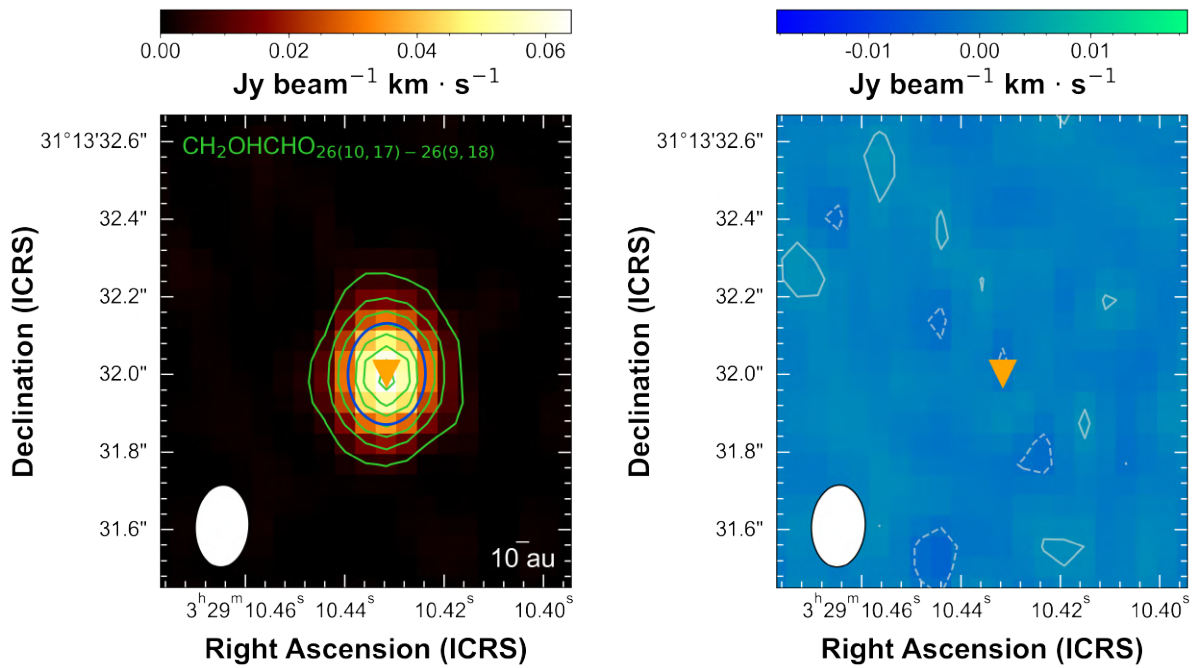 0.00 0.02 0.04 0.06
Jy beam⁻¹ km · s⁻¹
CH₂OHCHO₂₆₍₁₀, ₁₇₎ ₋ ₂₆₍₉, ₁₈₎
31°13'32.6"
32.4"
32.2"
32.0"
31.8"
31.6"
Declination (ICRS)
10 au
3ʰ29ᵐ10.46ˢ 10.44ˢ 10.42ˢ 10.40ˢ
Right Ascension (ICRS)
-0.01 0.00 0.01
Jy beam⁻¹ km · s⁻¹
31°13'32.6"
32.4"
32.2"
32.0"
31.8"
31.6"
Declination (ICRS)
3ʰ29ᵐ10.46ˢ 10.44ˢ 10.42ˢ 10.40ˢ
Right Ascension (ICRS)